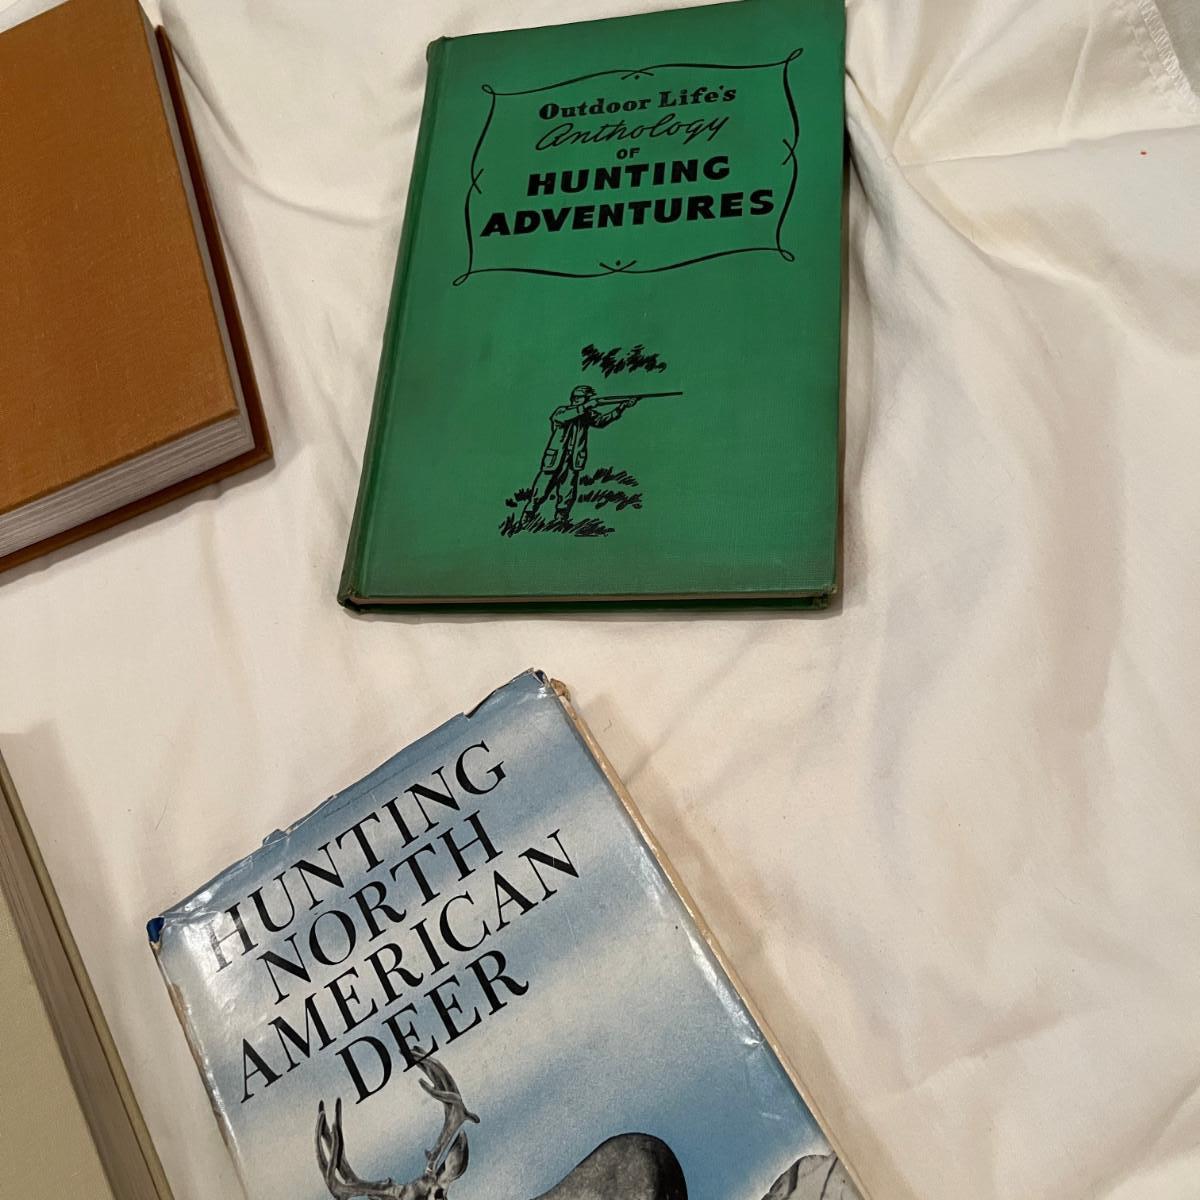 Outdoor Life's
Anthology
OF
HUNTING
ADVENTURES
HUNTING
NORTH
AMERICAN
DEER